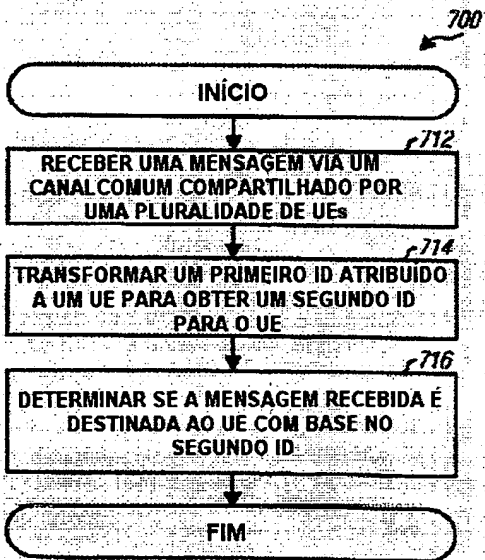 700
INÍCIO
712
RECEBER UMA MENSAGEM VIA UM
CANALCOMUM COMPARTILHADO POR
UMA PLURALIDADE DE UEs
714
TRANSFORMAR UM PRIMEIRO ID ATRIBUÍDO
A UM UE PARA OBTER UM SEGUNDO ID
PARA O UE
716
DETERMINAR SE A MENSAGEM RECEBIDA É
DESTINADA AO UE COM BASE NO
SEGUNDO ID
FIM